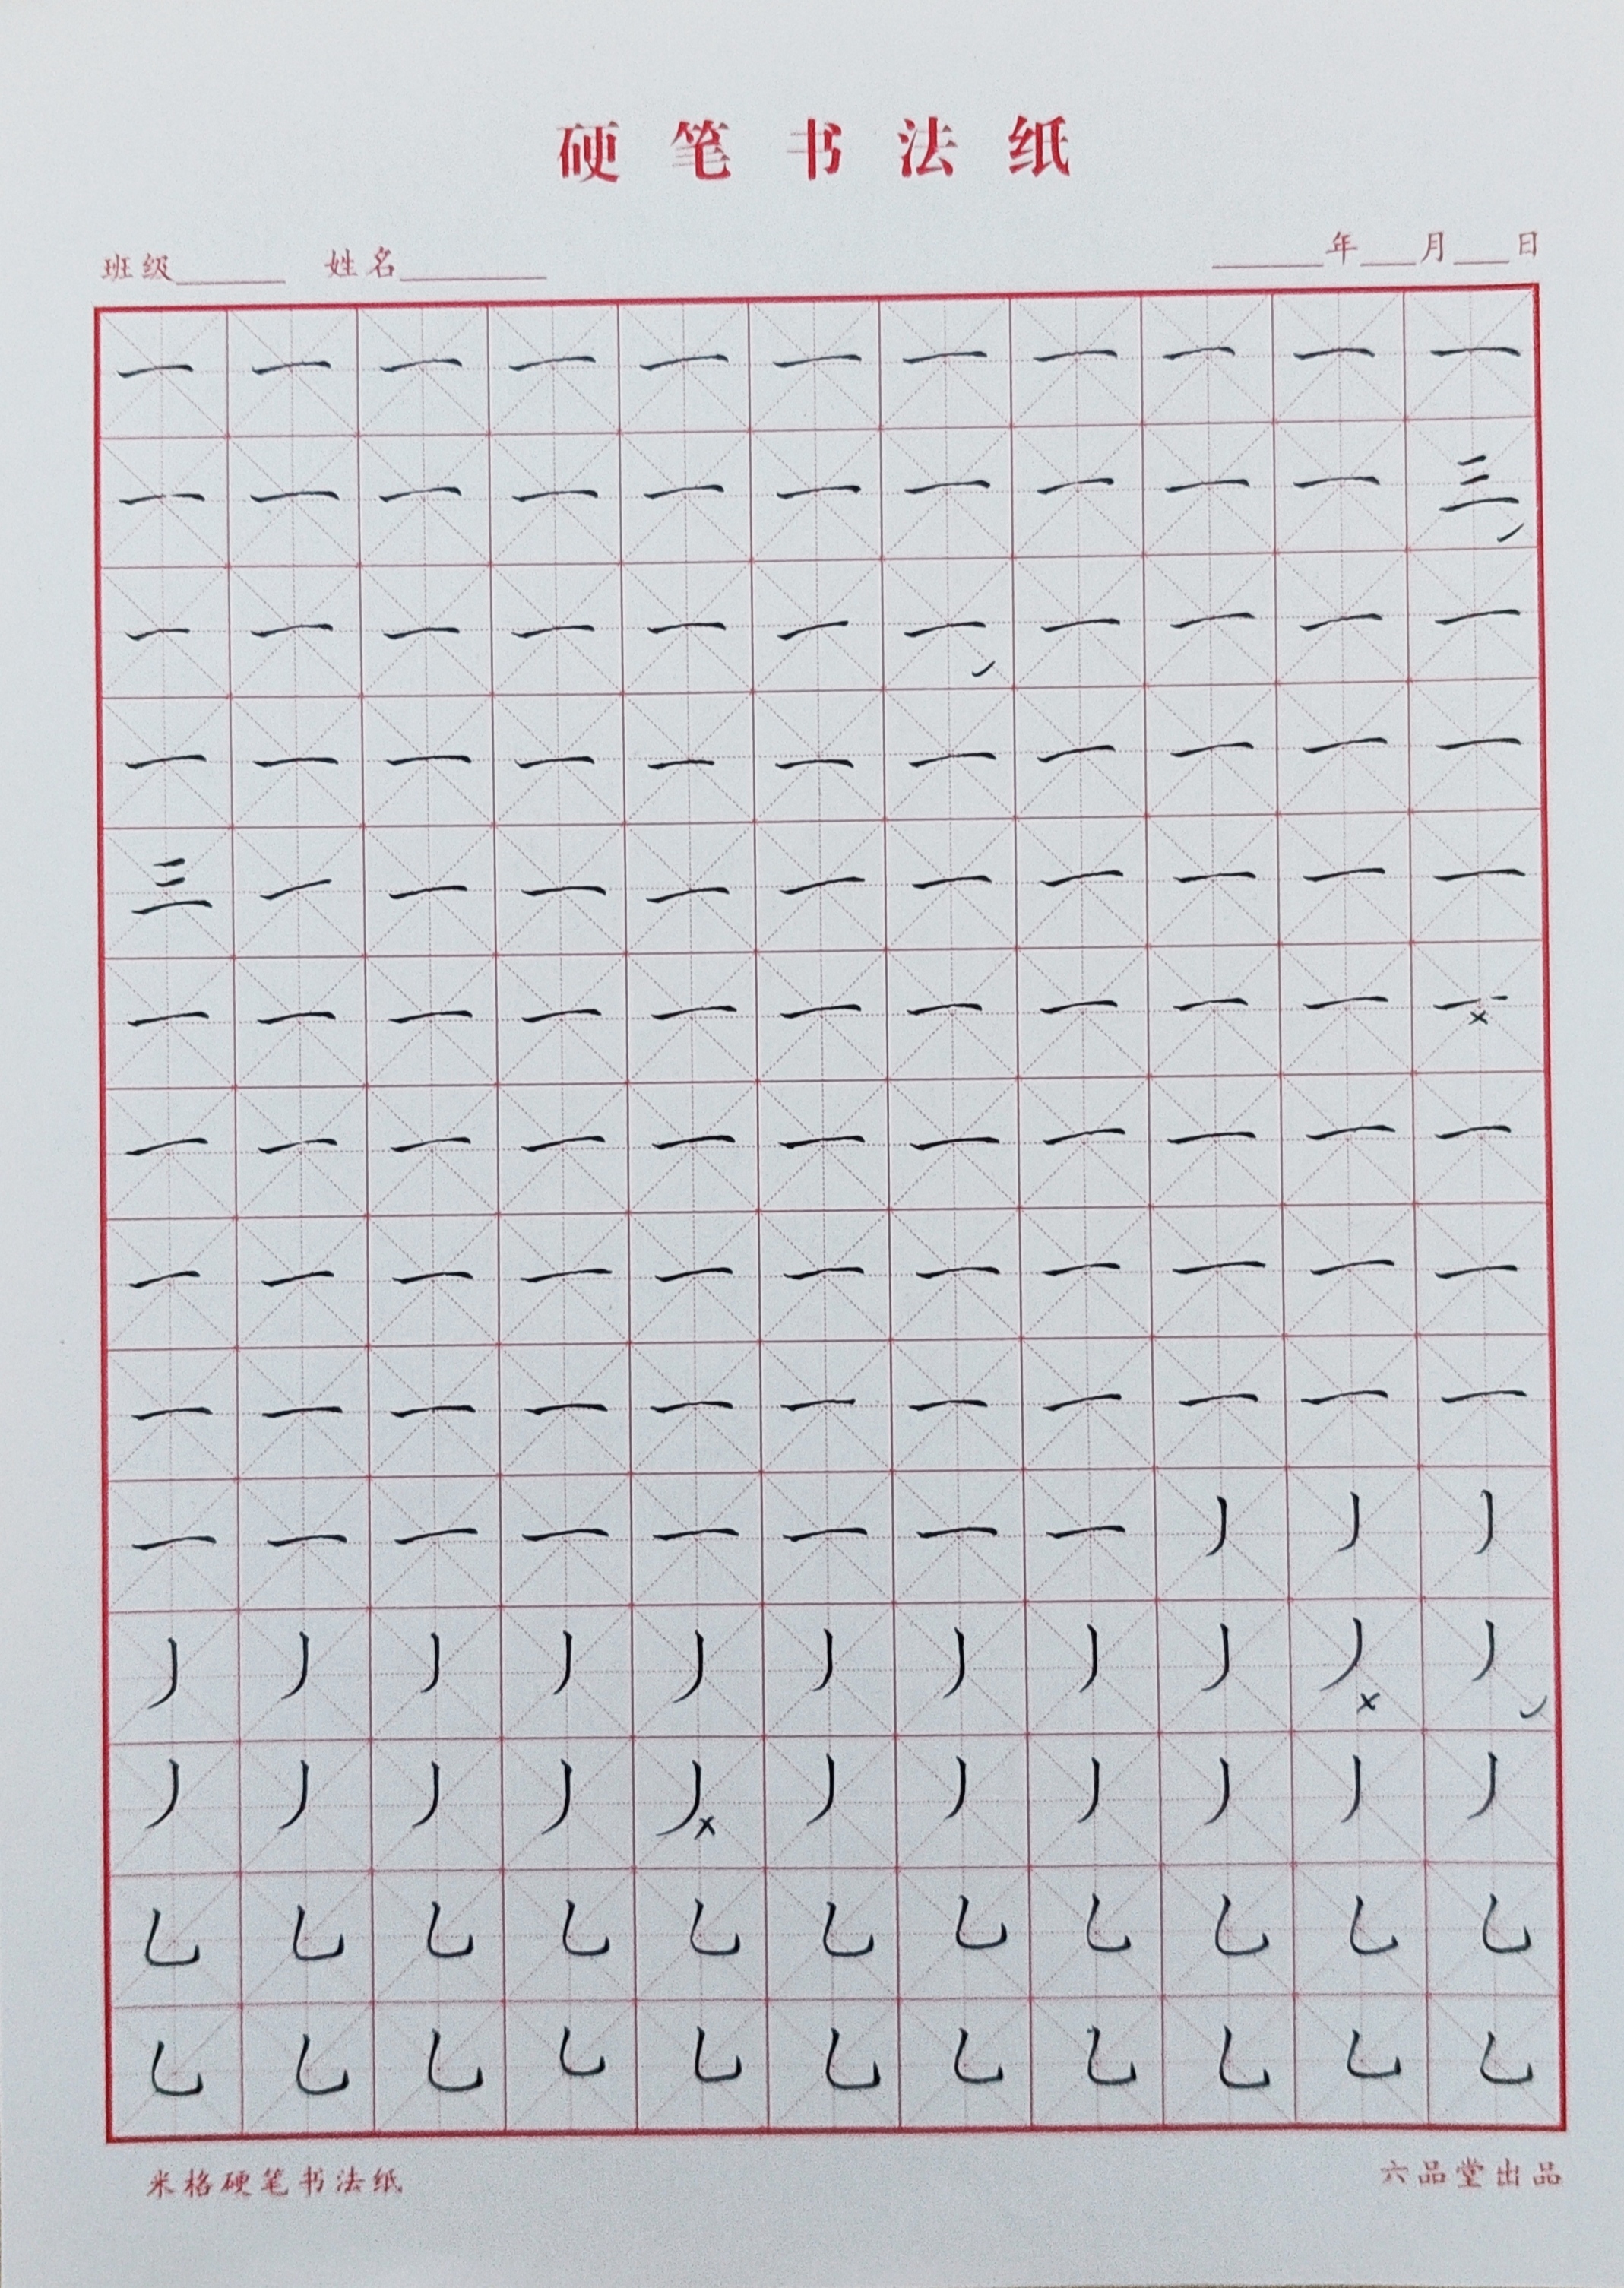 硬笔书法纸
班级______ 姓名________ ______年___月___日
一 一 一 一 一 一 一 一 一 一 一
一 一 一 一 一 一 一 一 一 一 三
一 一 一 一 一 一 一 一 一 一 一
一 一 一 一 一 一 一 一 一 一 一
三 一 一 一 一 一 一 一 一 一 一
一 一 一 一 一 一 一 一 一 一 一 ×
一 一 一 一 一 一 一 一 一 一 一
一 一 一 一 一 一 一 一 一 一 一
一 一 一 一 一 一 一 一 一 一 一
一 一 一 一 一 一 一 一 丿 丿 丿
丿 丿 丿 丿 丿 丿 丿 丿 丿 丿 × 丿
丿 丿 丿 丿 丿 × 丿 丿 丿 丿 丿 丿
乚 乚 乚 乚 乚 乚 乚 乚 乚 乚 乚
乚 乚 乚 乚 乚 乚 乚 乚 乚 乚 乚
米格硬笔书法纸 六品堂出品